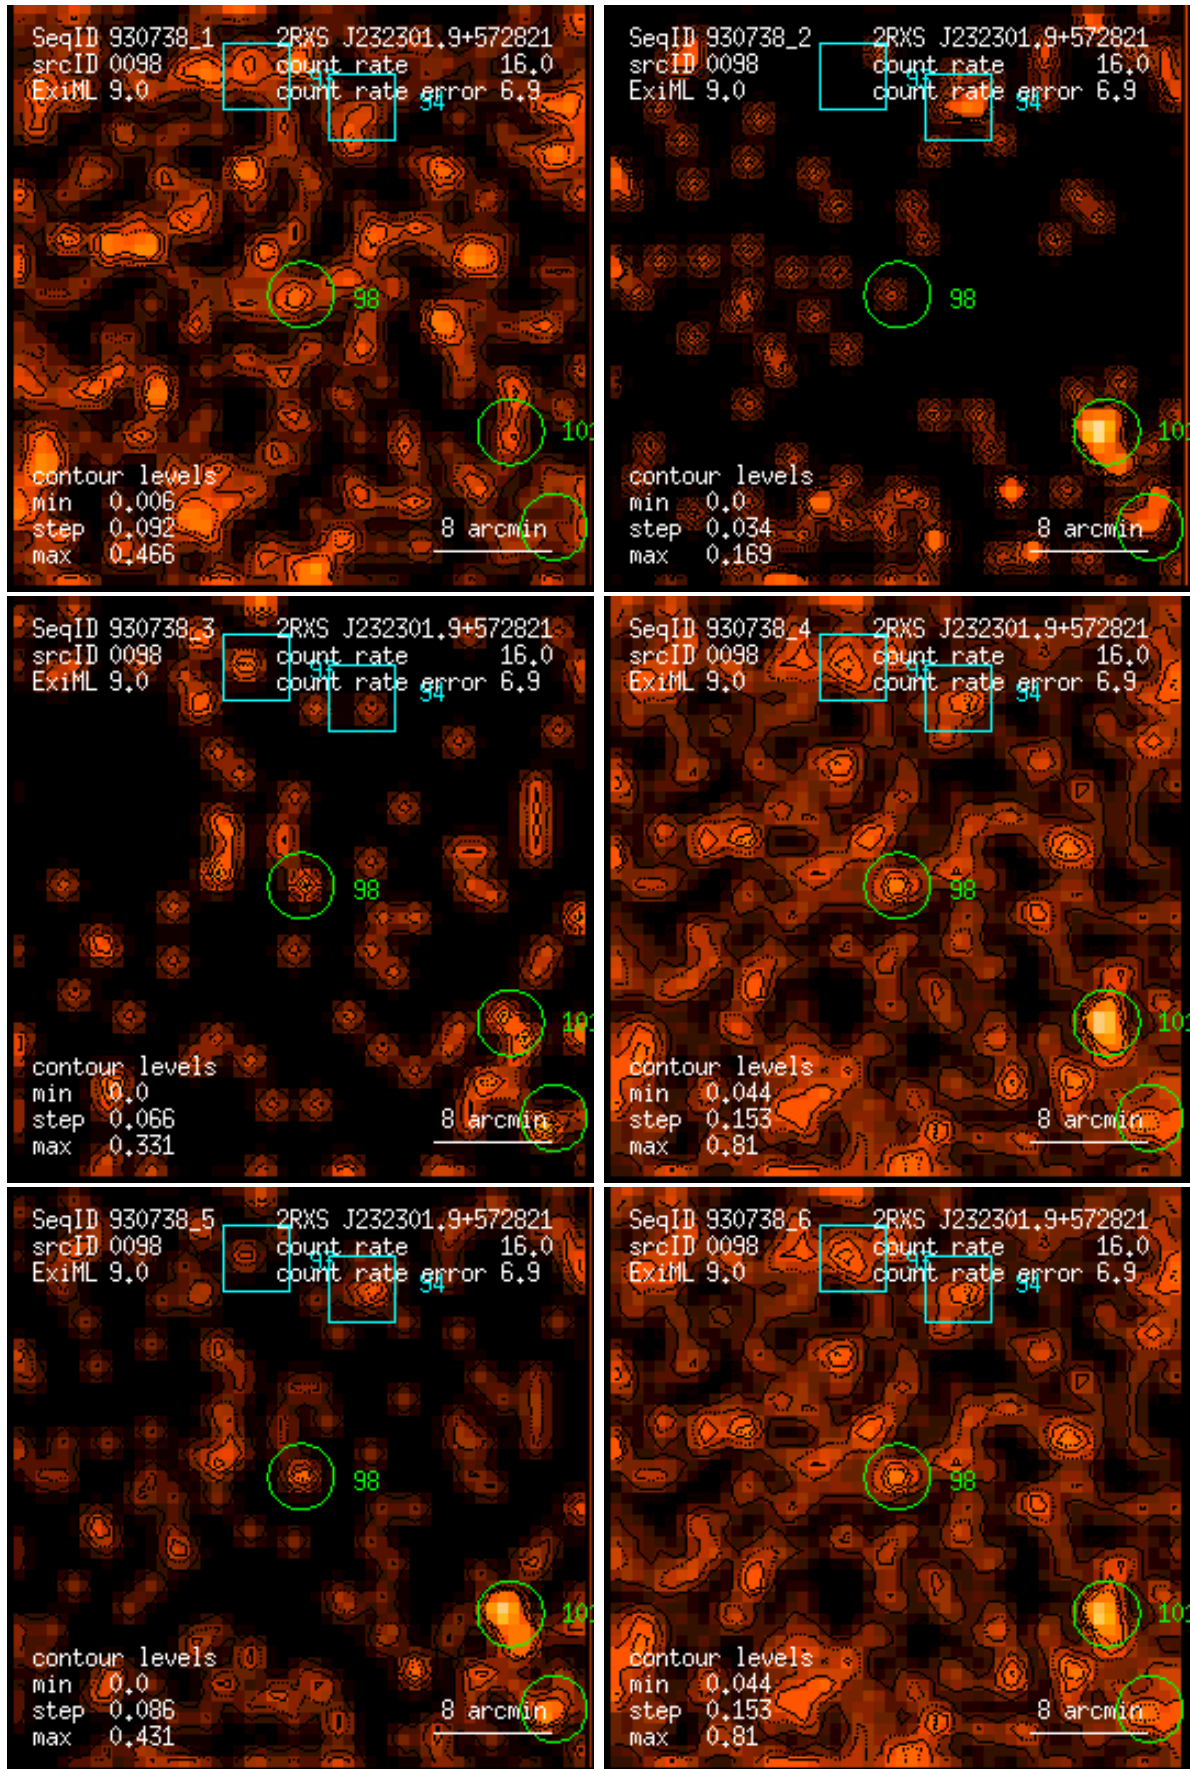 SeqID 930738_1 2RXS J232301.9+572821
srcID 0098 count rate 16.0
ExiML 9.0 count rate error 6.9
94
98
101
contour levels
min 0.006
step 0.092 8 arcmin
max 0.466
SeqID 930738_2 2RXS J232301.9+572821
srcID 0098 count rate 16.0
ExiML 9.0 count rate error 6.9
94
98
101
contour levels
min 0.0
step 0.034 8 arcmin
max 0.169
SeqID 930738_3 2RXS J232301.9+572821
srcID 0098 count rate 16.0
ExiML 9.0 count rate error 6.9
94
98
101
contour levels
min 0.0
step 0.066 8 arcmin
max 0.331
SeqID 930738_4 2RXS J232301.9+572821
srcID 0098 count rate 16.0
ExiML 9.0 count rate error 6.9
94
98
101
contour levels
min 0.044
step 0.153 8 arcmin
max 0.81
SeqID 930738_5 2RXS J232301.9+572821
srcID 0098 count rate 16.0
ExiML 9.0 count rate error 6.9
94
98
101
contour levels
min 0.0
step 0.086 8 arcmin
max 0.431
SeqID 930738_6 2RXS J232301.9+572821
srcID 0098 count rate 16.0
ExiML 9.0 count rate error 6.9
94
98
101
contour levels
min 0.044
step 0.153 8 arcmin
max 0.81